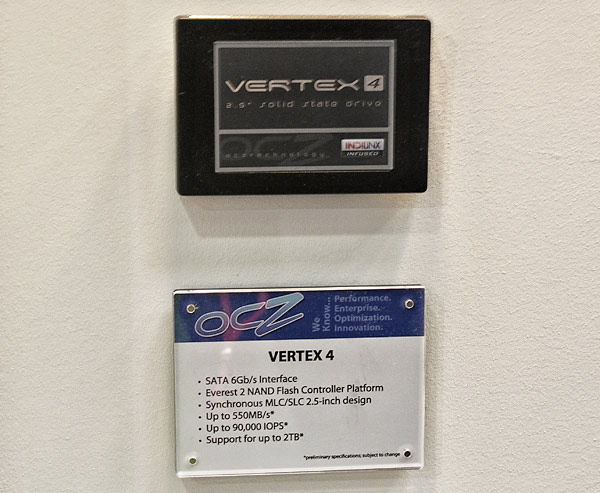 VERTEX 4
2.5" solid state drive
OCZ
ocztechnology
INDILINX
INFUSED
OCZ
We Know...
Performance.
Enterprise.
Optimization.
Innovation.
VERTEX 4
• SATA 6Gb/s Interface
• Everest 2 NAND Flash Controller Platform
• Synchronous MLC/SLC 2.5-inch design
• Up to 550MB/s*
• Up to 90,000 IOPS*
• Support for up to 2TB*
*preliminary specifications; subject to change